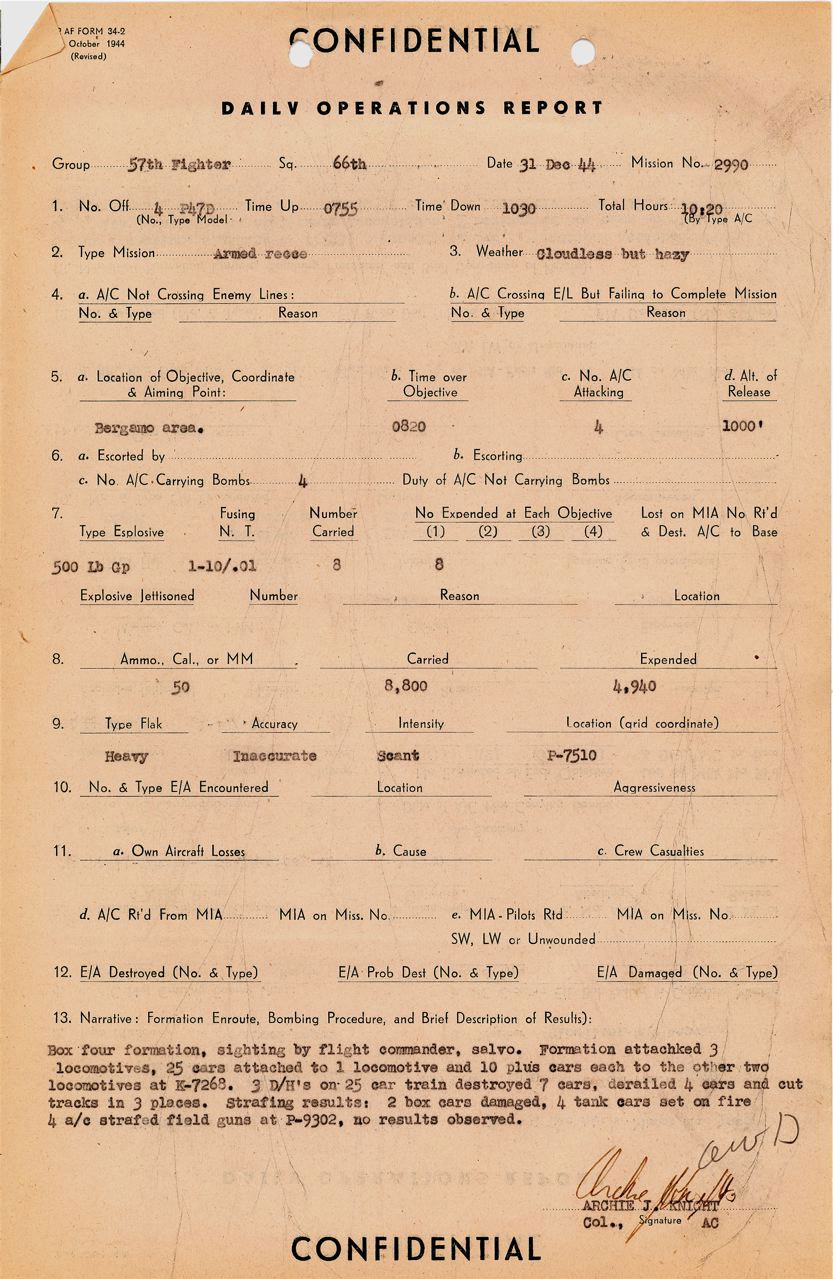 AF FORM 34-2
CONFIDENTIAL
October 1944
(Revised)
DAILY OPERATIONS REPORT
Group 57th Fighter Sq. 66th Date 31 Dec 44 Mission No. 2990
1. No. Off 4 P47D Time Up 0755 Time Down 1030 Total Hours 10:20
(No., Type Model (By Type A/C
2. Type Mission Armed recce 3. Weather Cloudless but hazy
4. a. A/C Not Crossing Enemy Lines: b. A/C Crossing E/L But Failing to Complete Mission
No. & Type Reason No. & Type Reason
5. a. Location of Objective, Coordinate b. Time over c. No. A/C d. Alt. of
& Aiming Point: Objective Attacking Release
Bergamo area. 0820 4 1000'
6. a. Escorted by b. Escorting
c. No. A/C Carrying Bombs 4 Duty of A/C Not Carrying Bombs
7. Fusing Number No Expended at Each Objective Lost on MIA No Rt'd
Type Explosive N. T. Carried (1) (2) (3) (4) & Dest. A/C to Base
500 Lb Gp 1-10/.01 8 8
Explosive Jettisoned Number Reason Location
8. Ammo., Cal., or MM Carried Expended
50 8,800 4,940
9. Type Flak Accuracy Intensity Location (grid coordinate)
Heavy Inaccurate Scant P-7510
10. No. & Type E/A Encountered Location Aggressiveness
11. a. Own Aircraft Losses b. Cause c. Crew Casualties
d. A/C Rt'd From MIA MIA on Miss. No. e. MIA-Pilots Rtd MIA on Miss. No.
SW, LW or Unwounded
12. E/A Destroyed (No. & Type) E/A Prob Dest (No. & Type) E/A Damaged (No. & Type)
13. Narrative: Formation Enroute, Bombing Procedure, and Brief Description of Results):
Box four formation, sighting by flight commander, salvo. Formation attachked 3
locomotives, 25 cars attached to 1 locomotive and 10 plus cars each to the other two
locomotives at K-7268. 3 D/H's on 25 car train destroyed 7 cars, derailed 4 cars and cut
tracks in 3 places. Strafing results: 2 box cars damaged, 4 tank cars set on fire
4 a/c strafed field guns at P-9302, no results observed.
ARCHIE J. KNIGHT
Col., Signature AC
CONFIDENTIAL